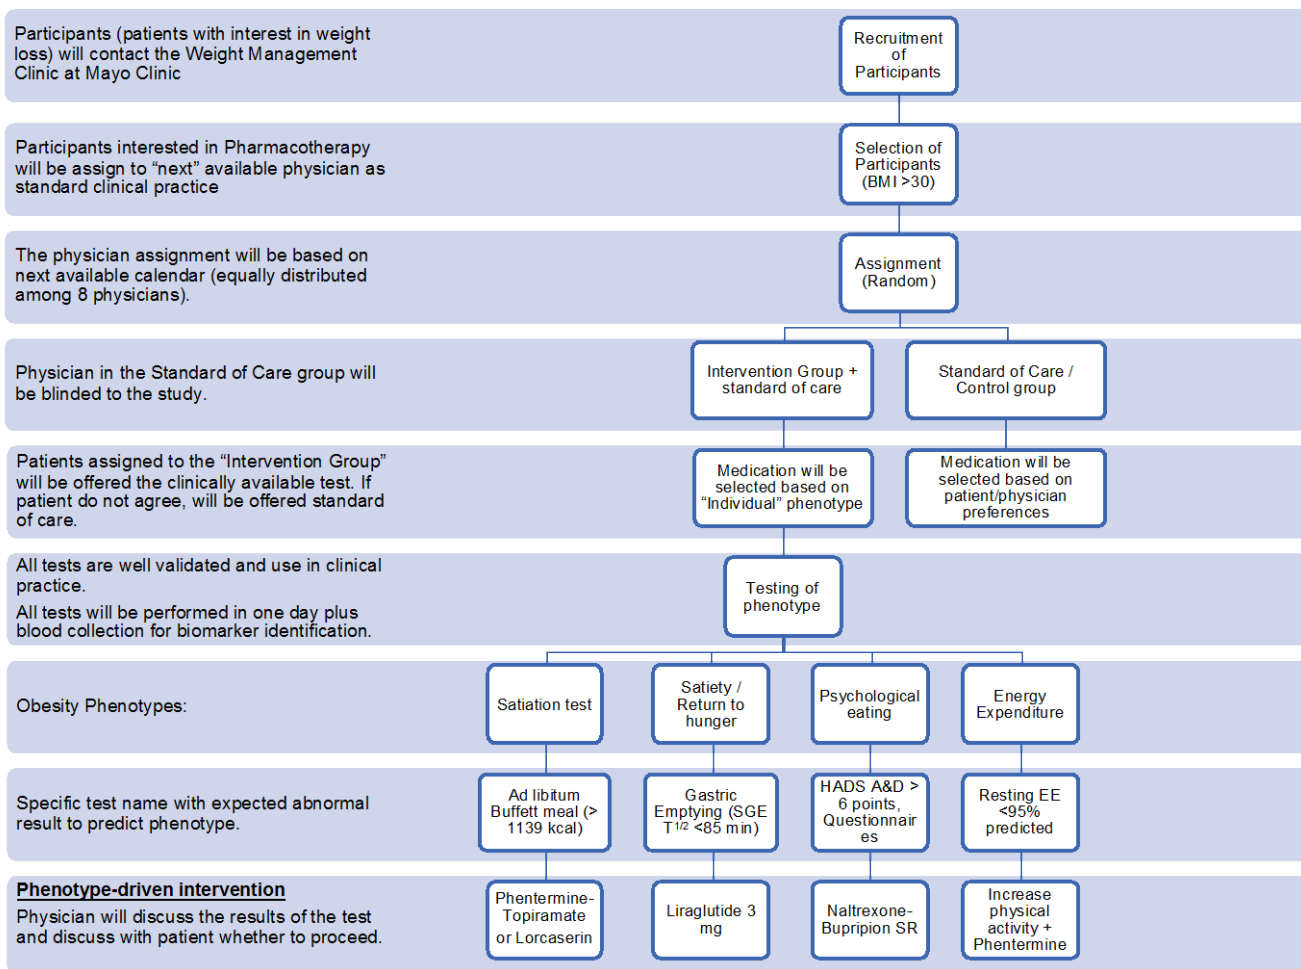 Participants (patients with interest in weight
loss) will contact the Weight Management
Clinic at Mayo Clinic
Recruitment
of
Participants
Participants interested in Pharmacotherapy
will be assign to “next” available physician as
standard clinical practice
Selection of
Participants
(BMI >30)
The physician assignment will be based on
next available calendar (equally distributed
among 8 physicians).
Assignment
(Random)
Physician in the Standard of Care group will
be blinded to the study.
Intervention Group +
standard of care
Standard of Care /
Control group
Patients assigned to the “Intervention Group”
will be offered the clinically available test. If
patient do not agree, will be offered standard
of care.
Medication will be
selected based on
“Individual” phenotype
Medication will be
selected based on
patient/physician
preferences
All tests are well validated and use in clinical
practice.
All tests will be performed in one day plus
blood collection for biomarker identification.
Testing of
phenotype
Obesity Phenotypes:
Satiation test
Satiety /
Return to
hunger
Psychological
eating
Energy
Expenditure
Specific test name with expected abnormal
result to predict phenotype.
Ad libitum
Buffett meal (>
1139 kcal)
Gastric
Emptying (SGE
T1/2 <85 min)
HADS A&D >
6 points,
Questionnair
es
Resting EE
<95%
predicted
Phenotype-driven intervention
Physician will discuss the results of the test
and discuss with patient whether to proceed.
Phentermine-
Topiramate
or Lorcaserin
Liraglutide 3
mg
Naltrexone-
Bupripion SR
Increase
physical
activity +
Phentermine